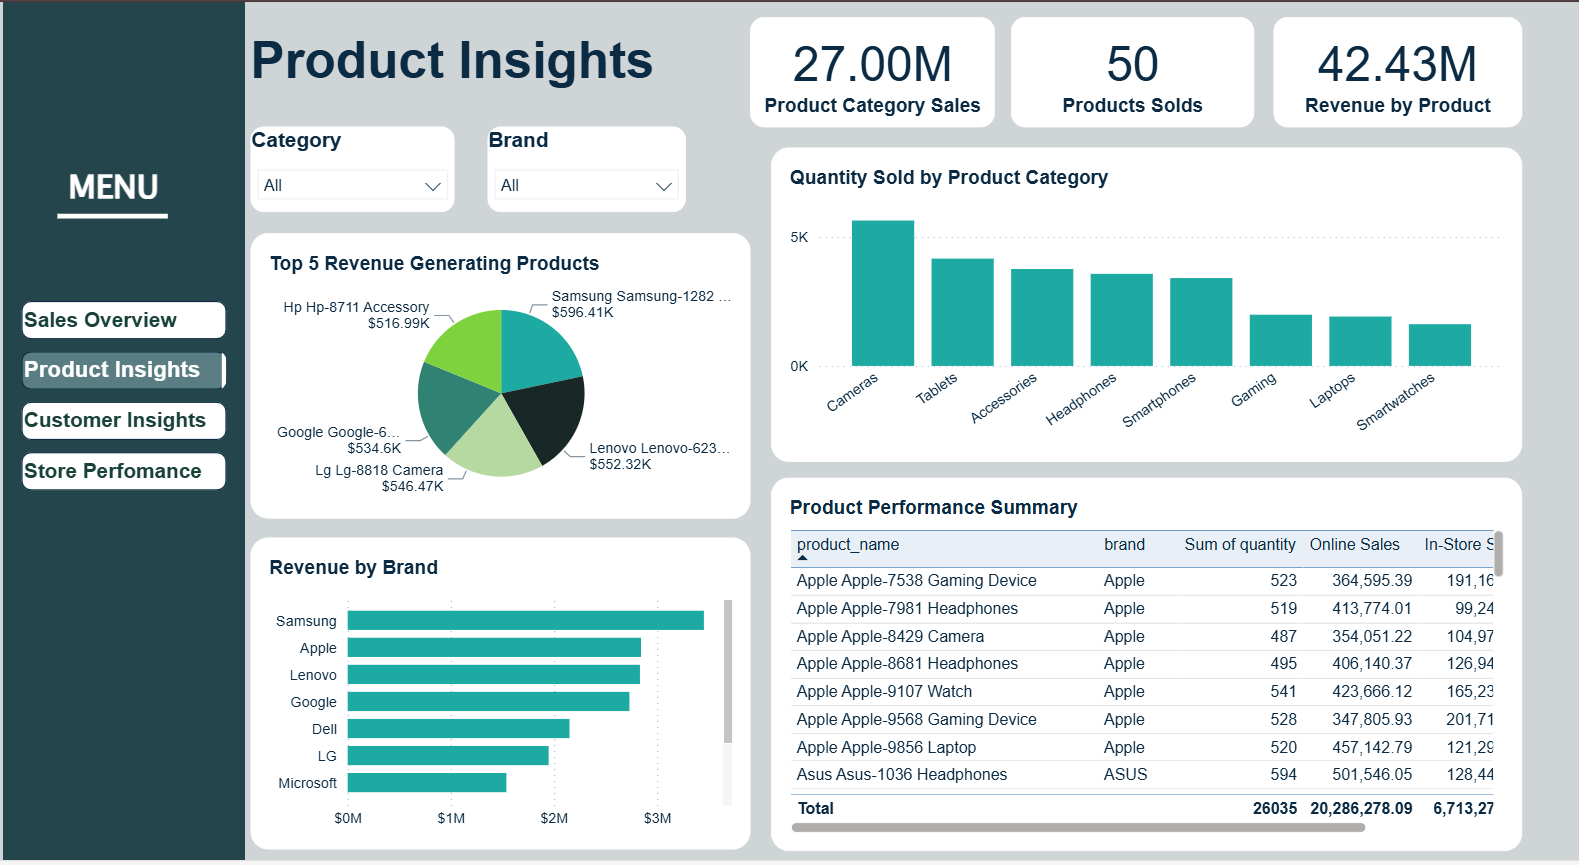 Product Insights
27.00M
Product Category Sales
50
Products Solds
42.43M
Revenue by Product
MENU
Sales Overview
Product Insights
Customer Insights
Store Perfomance
Category
All
Brand
All
Top 5 Revenue Generating Products
Hp Hp-8711 Accessory
$516.99K
Samsung Samsung-1282 ...
$596.41K
Google Google-6...
$534.6K
Lg Lg-8818 Camera
$546.47K
Lenovo Lenovo-623...
$552.32K
Quantity Sold by Product Category
5K
0K
Cameras
Tablets
Accessories
Headphones
Smartphones
Gaming
Laptops
Smartwatches
Revenue by Brand
Samsung
Apple
Lenovo
Google
Dell
LG
Microsoft
$0M $1M $2M $3M
Product Performance Summary
product_name brand Sum of quantity Online Sales In-Store S
Apple Apple-7538 Gaming Device Apple 523 364,595.39 191,16
Apple Apple-7981 Headphones Apple 519 413,774.01 99,24
Apple Apple-8429 Camera Apple 487 354,051.22 104,97
Apple Apple-8681 Headphones Apple 495 406,140.37 126,94
Apple Apple-9107 Watch Apple 541 423,666.12 165,23
Apple Apple-9568 Gaming Device Apple 528 347,805.93 201,71
Apple Apple-9856 Laptop Apple 520 457,142.79 121,29
Asus Asus-1036 Headphones ASUS 594 501,546.05 128,44
Total 26035 20,286,278.09 6,713,27